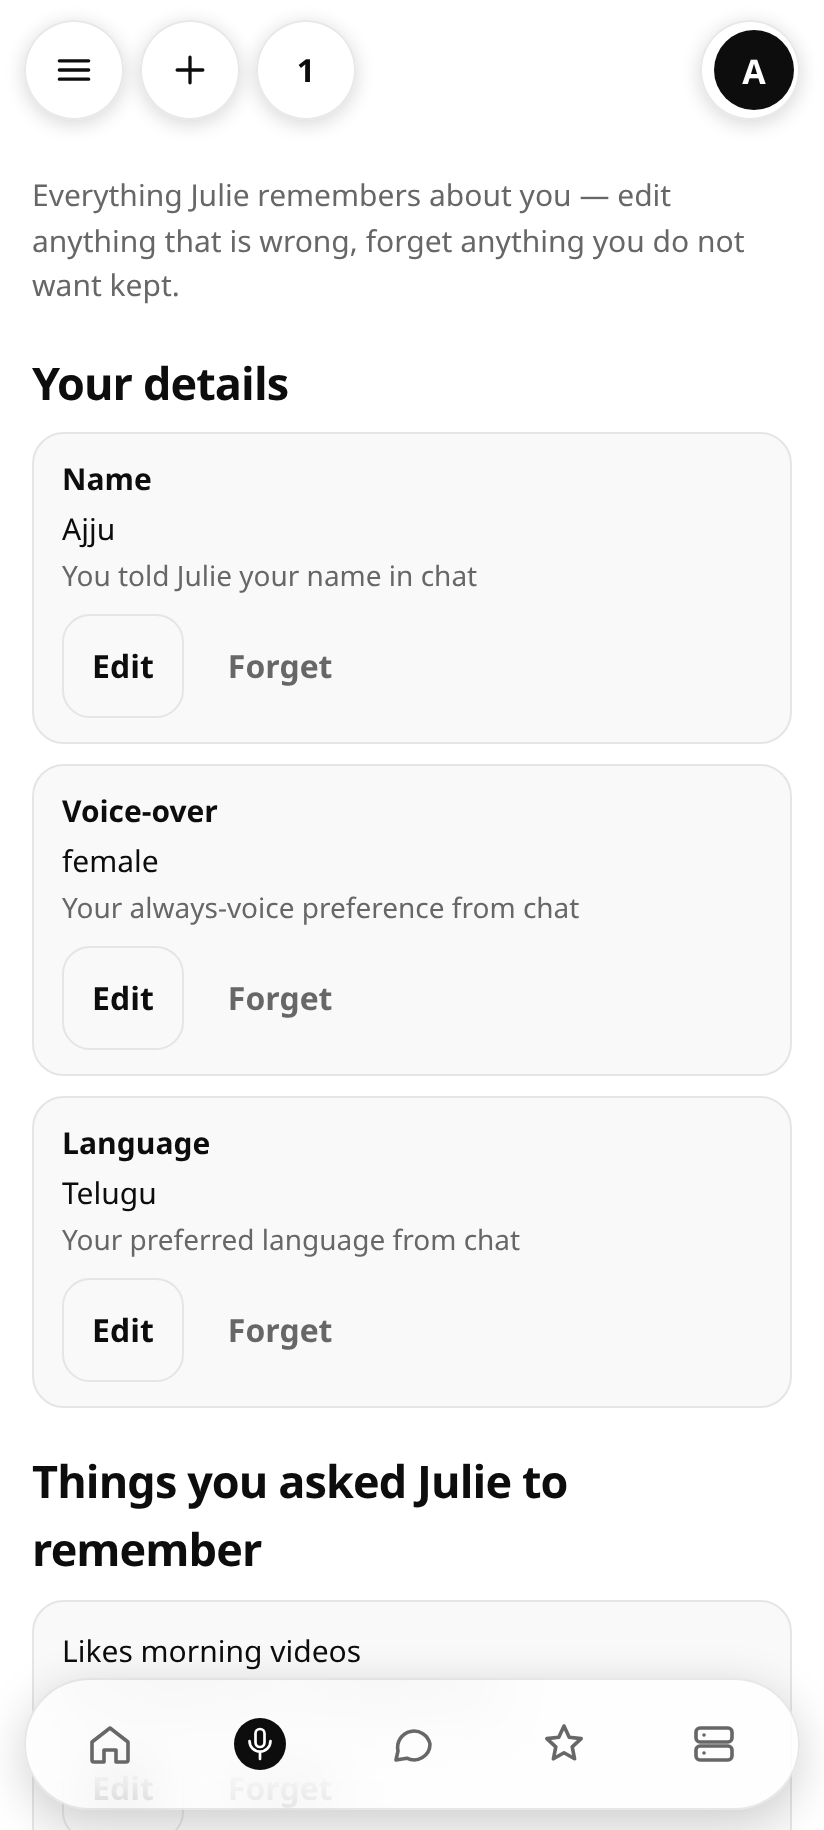 1
A
Everything Julie remembers about you — edit
anything that is wrong, forget anything you do not
want kept.
Your details
Name
Ajju
You told Julie your name in chat
Edit Forget
Voice-over
female
Your always-voice preference from chat
Edit Forget
Language
Telugu
Your preferred language from chat
Edit Forget
Things you asked Julie to
remember
Likes morning videos
Edit Forget